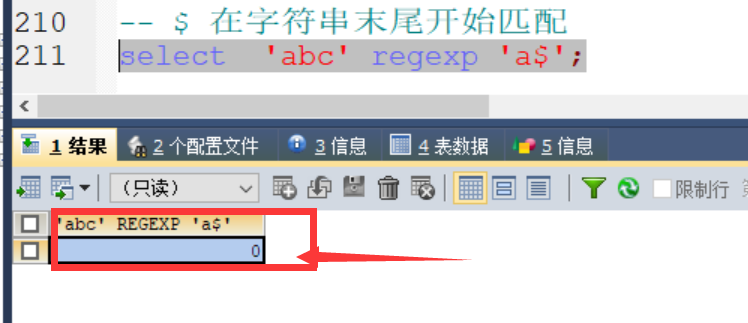 210 -- $ 在字符串末尾开始匹配
211 select 'abc' regexp 'a$';
1 结果 2 个配置文件 3 信息 4 表数据 5 信息
（只读） 限制行
'abc' REGEXP 'a$'
0